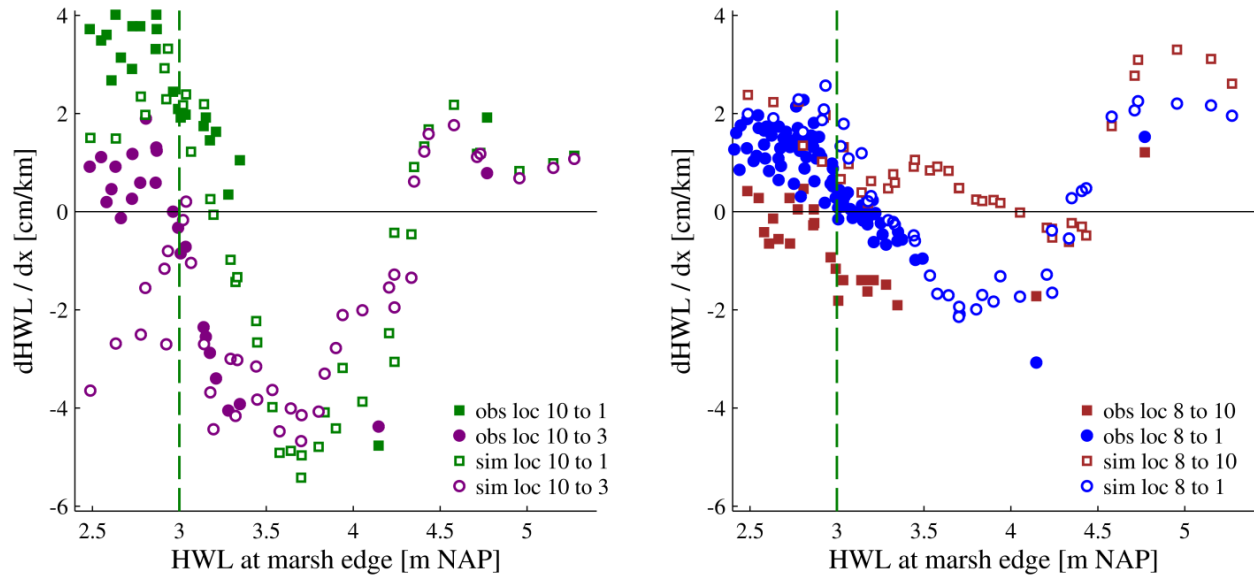 4
2
0
-2
-4
-6
dHWL / dx [cm/km]
2.5 3 3.5 4 4.5 5
HWL at marsh edge [m NAP]
obs loc 10 to 1
obs loc 10 to 3
sim loc 10 to 1
sim loc 10 to 3
4
2
0
-2
-4
-6
dHWL / dx [cm/km]
2.5 3 3.5 4 4.5 5
HWL at marsh edge [m NAP]
obs loc 8 to 10
obs loc 8 to 1
sim loc 8 to 10
sim loc 8 to 1